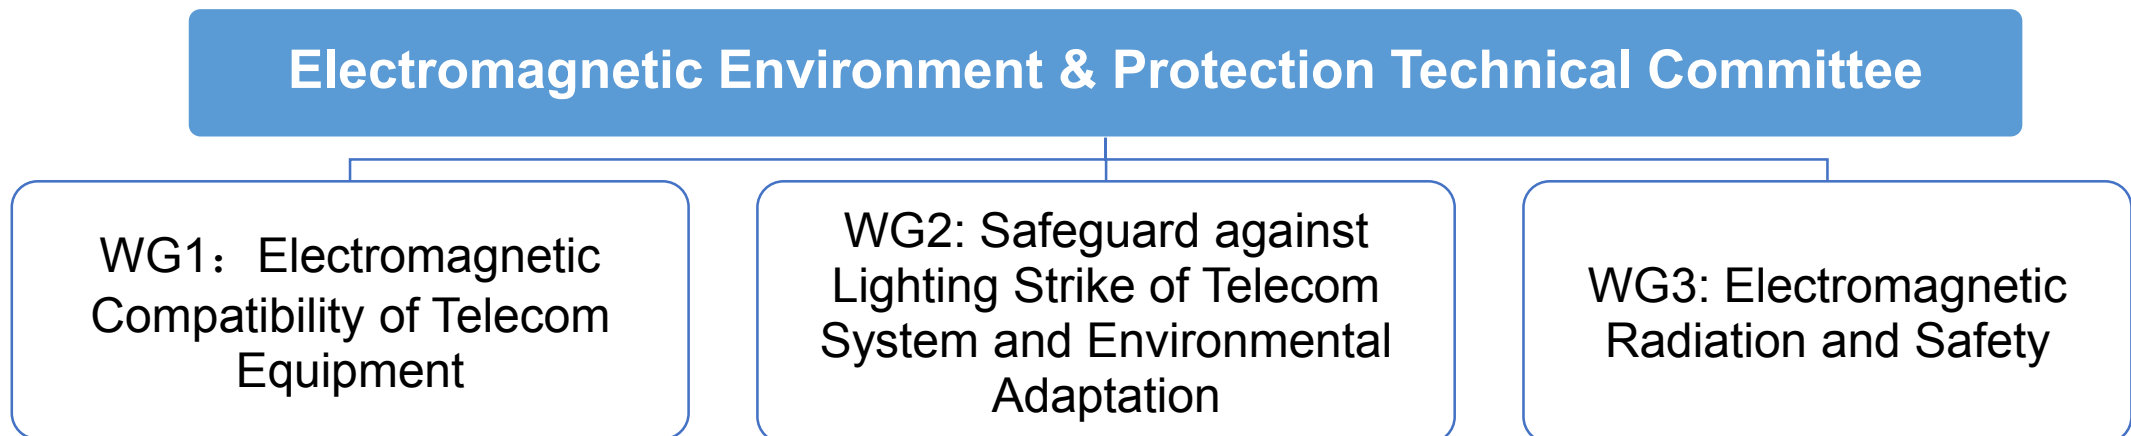 Electromagnetic Environment & Protection Technical Committee
WG1：Electromagnetic
Compatibility of Telecom
Equipment
WG2: Safeguard against
Lighting Strike of Telecom
System and Environmental
Adaptation
WG3: Electromagnetic
Radiation and Safety